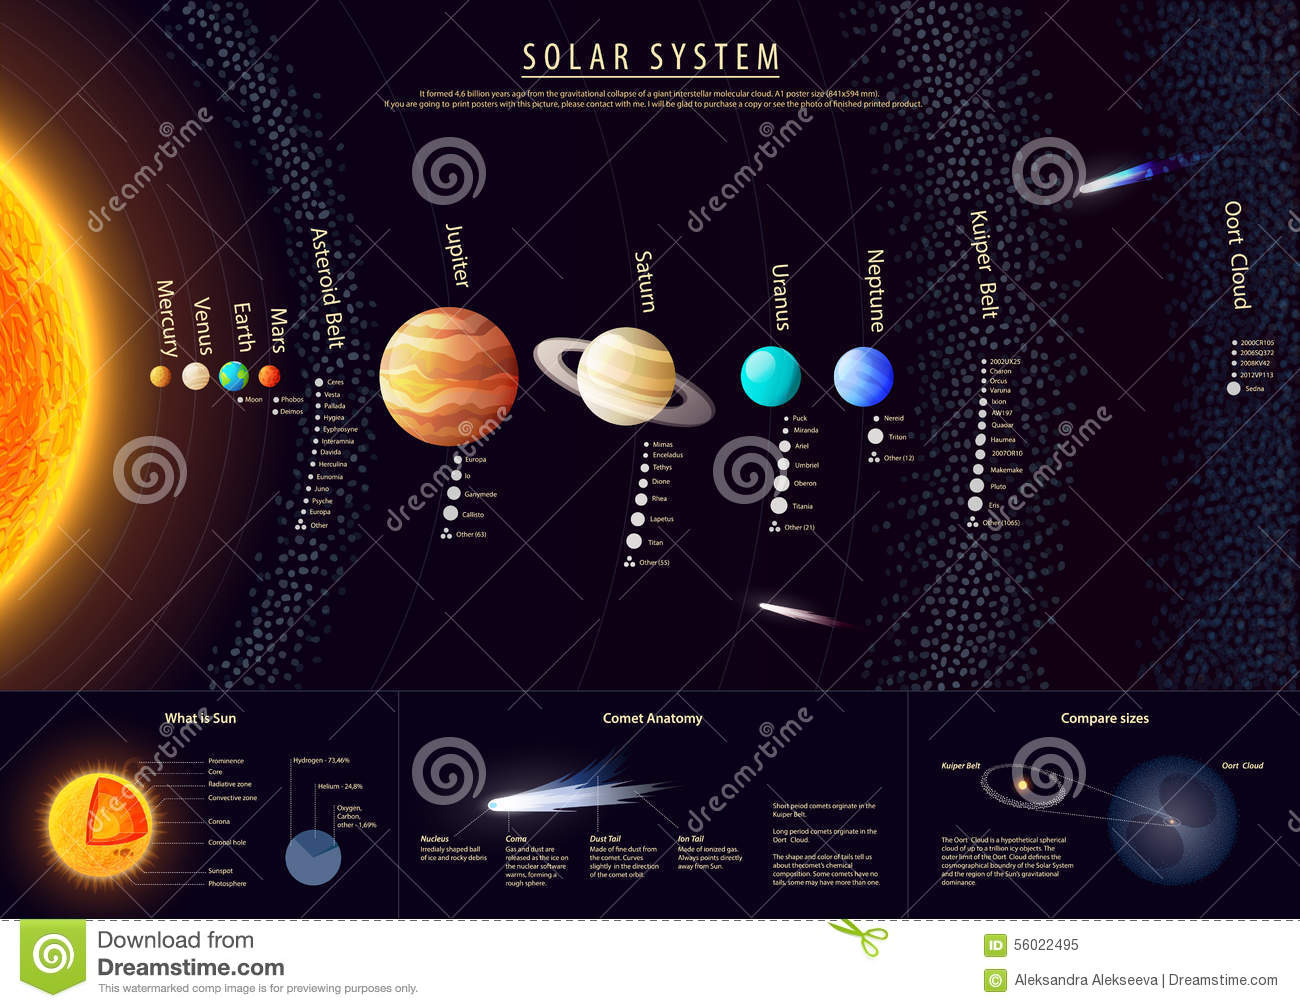 SOLAR SYSTEM
It formed 4,6 billion years ago from the gravitational collapse of a giant interstellar molecular cloud. A1 poster size (841x594 mm).
If you are going to print posters with this picture, please contact with me. I will be glad to purchase a copy or see the photo of finished printed product.
Mercury
Venus
Earth
Mars
Asteroid Belt
Jupiter
Saturn
Uranus
Neptune
Kuiper Belt
Oort Cloud
Moon
Phobos
Deimos
Ceres
Vesta
Pallada
Hygiea
Eyphrosyne
Interamnia
Davida
Herculina
Eunomia
Juno
Psyche
Europa
Other
Europa
Io
Ganymede
Callisto
Other (63)
Mimas
Enceladus
Tethys
Dione
Rhea
Lapetus
Titan
Other (55)
Puck
Miranda
Ariel
Umbriel
Oberon
Titania
Other (21)
Nereid
Triton
Other (12)
2002UX25
Charon
Orcus
Varuna
Ixion
AW197
Quaoar
Haumea
2007OR10
Makemake
Pluto
Eris
Other (1065)
2000CR105
2006SQ372
2008KV42
2012VP113
Sedna
What is Sun
Prominence
Core
Radiative zone
Convective zone
Corona
Coronal hole
Sunspot
Photosphere
Hydrogen - 73,46%
Helium - 24,8%
Oxygen,
Carbon,
other - 1,69%
Comet Anatomy
Nucleus
Irredialy shaped ball
of ice and rocky debris
Coma
Gas and dust are
released as the ice on
the nuclear software
warms, forming a
rough sphere.
Dust Tail
Made of fine dust from
the comet. Curves
slightly in the direction
of the comet orbit.
Ion Tail
Made of ionized gas.
Always points directly
away from Sun.
Short peiod comets orginate in the
Kuiper Belt.
Long period comets orginate in the
Oort Cloud.
The shape and color of tails tell us
about thecomet's chemical
composition. Some comets have no
tails, some may have more than one.
Compare sizes
Kuiper Belt
Oort Cloud
The Oort Cloud is a hypothetical spherical
cloud of up to a trillion icy objects. The
outer limit of the Oort Cloud defines the
cosmographical boundry of the Solar System
and the region of the Sun's gravitational
dominance.
dreamstime
dreamstime
dreamstime
dreamstime
dreamstime
dreamstime
dreamstime
dreamstime
dreamstime
Download from
Dreamstime.com
This watermarked comp image is for previewing purposes only.
ID 56022495
© Aleksandra Alekseeva | Dreamstime.com